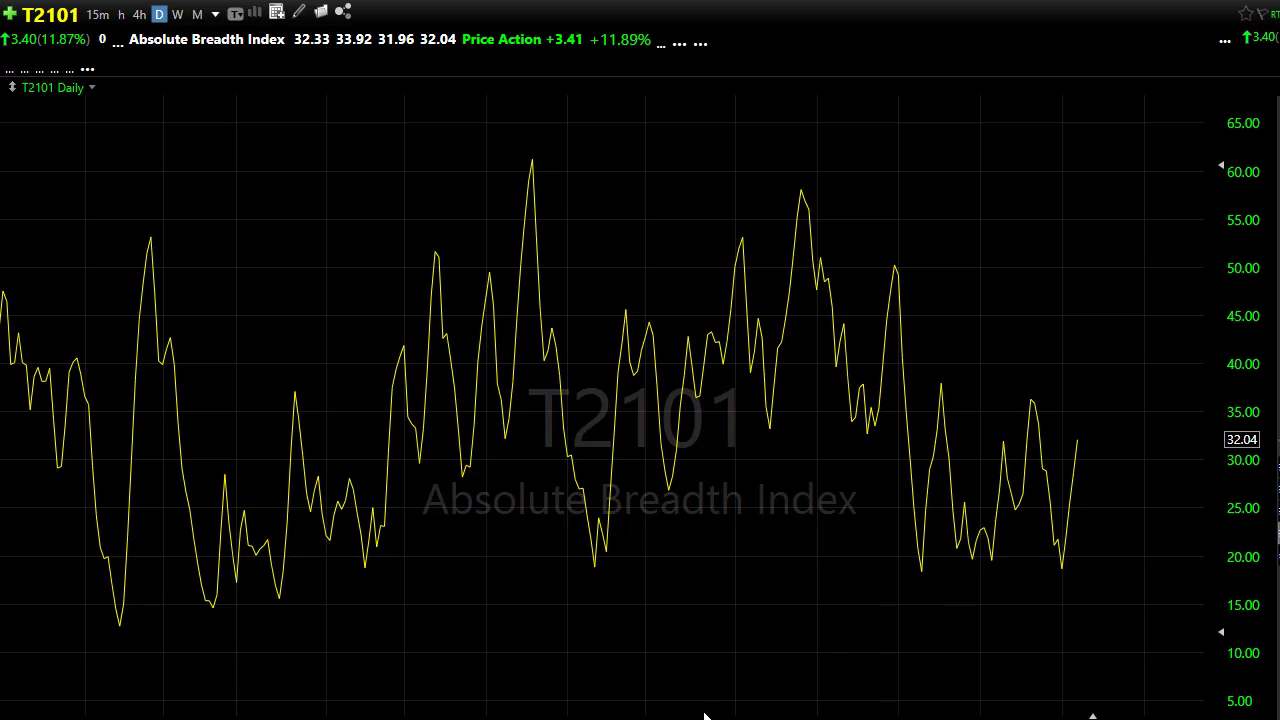 T2101 15m h 4h D W M T RT
3.40(11.87%) 0 ... Absolute Breadth Index 32.33 33.92 31.96 32.04 Price Action +3.41 +11.89% ... ... ... ... 3.40(
... ... ... ... ... ...
T2101 Daily
65.00
60.00
55.00
50.00
45.00
40.00
35.00
32.04
30.00
25.00
20.00
15.00
10.00
5.00
T2101
Absolute Breadth Index